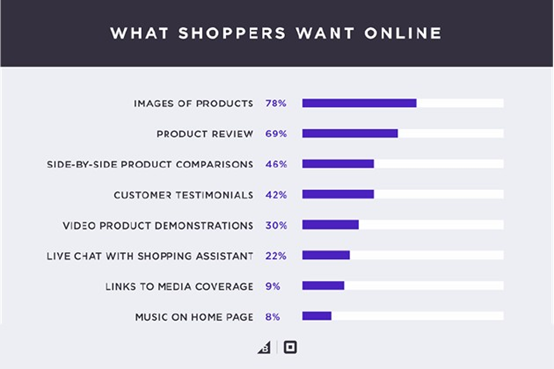 WHAT SHOPPERS WANT ONLINE
IMAGES OF PRODUCTS 78%
PRODUCT REVIEW 69%
SIDE-BY-SIDE PRODUCT COMPARISONS 46%
CUSTOMER TESTIMONIALS 42%
VIDEO PRODUCT DEMONSTRATIONS 30%
LIVE CHAT WITH SHOPPING ASSISTANT 22%
LINKS TO MEDIA COVERAGE 9%
MUSIC ON HOME PAGE 8%
B